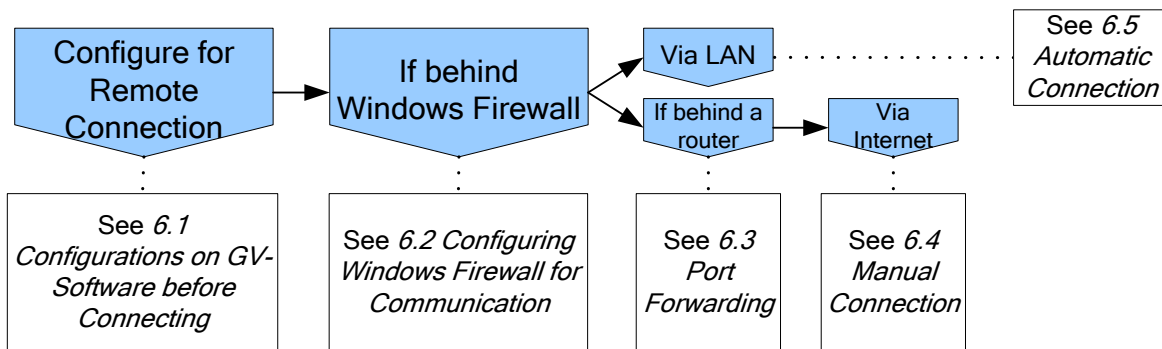 Configure for
Remote
Connection
If behind
Windows Firewall
Via LAN
If behind a
router
Via
Internet
See 6.5
Automatic
Connection
See 6.1
Configurations on GV-
Software before
Connecting
See 6.2 Configuring
Windows Firewall for
Communication
See 6.3
Port
Forwarding
See 6.4
Manual
Connection